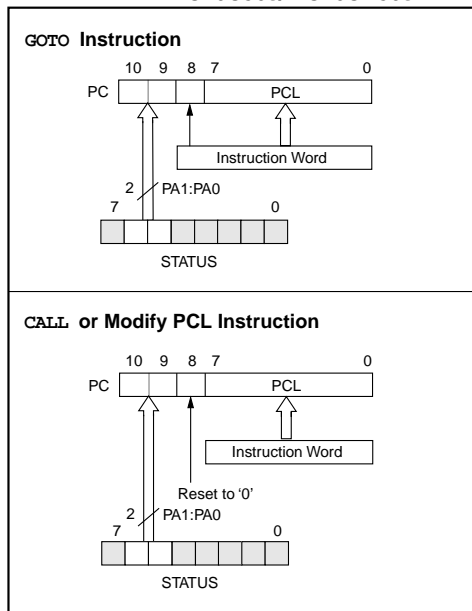 GOTO Instruction
10 9 8 7 0
PC PCL
Instruction Word
2 PA1:PA0
7 0
STATUS
CALL or Modify PCL Instruction
10 9 8 7 0
PC PCL
Instruction Word
Reset to ‘0’
2 PA1:PA0
7 0
STATUS